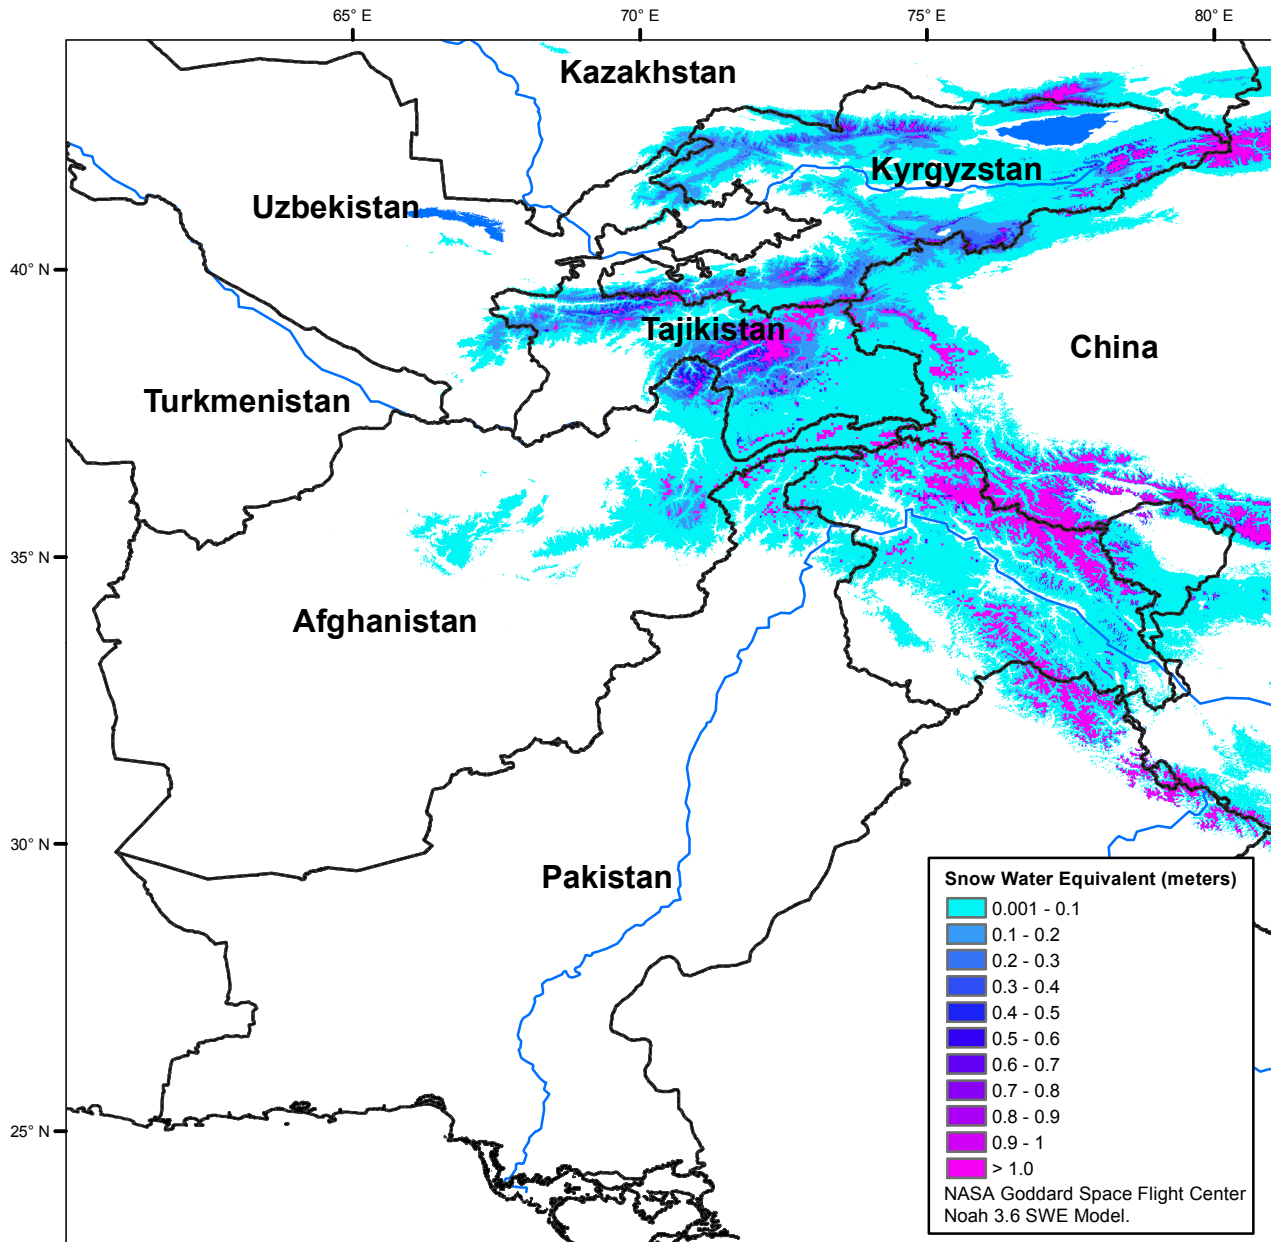 65° E
70° E
75° E
80° E
Kazakhstan
Kyrgyzstan
Uzbekistan
40° N
Tajikistan
China
Turkmenistan
35° N
Afghanistan
30° N
Pakistan
25° N
Snow Water Equivalent (meters)
0.001 - 0.1
0.1 - 0.2
0.2 - 0.3
0.3 - 0.4
0.4 - 0.5
0.5 - 0.6
0.6 - 0.7
0.7 - 0.8
0.8 - 0.9
0.9 - 1
> 1.0
NASA Goddard Space Flight Center
Noah 3.6 SWE Model.